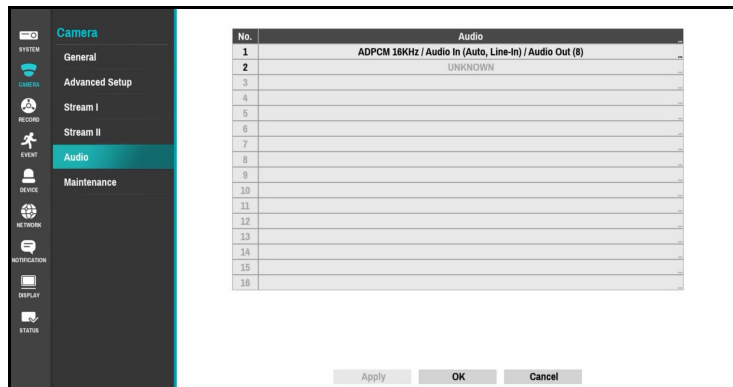 SYSTEM
CAMERA
RECORD
EVENT
DEVICE
NETWORK
NOTIFICATION
DISPLAY
STATUS
Camera
General
Advanced Setup
Stream I
Stream II
Audio
Maintenance
No. Audio ...
1 ADPCM 16KHz / Audio In (Auto, Line-In) / Audio Out (8) ...
2 UNKNOWN ...
3 ...
4 ...
5 ...
6 ...
7 ...
8 ...
9 ...
10 ...
11 ...
12 ...
13 ...
14 ...
15 ...
16 ...
Apply OK Cancel